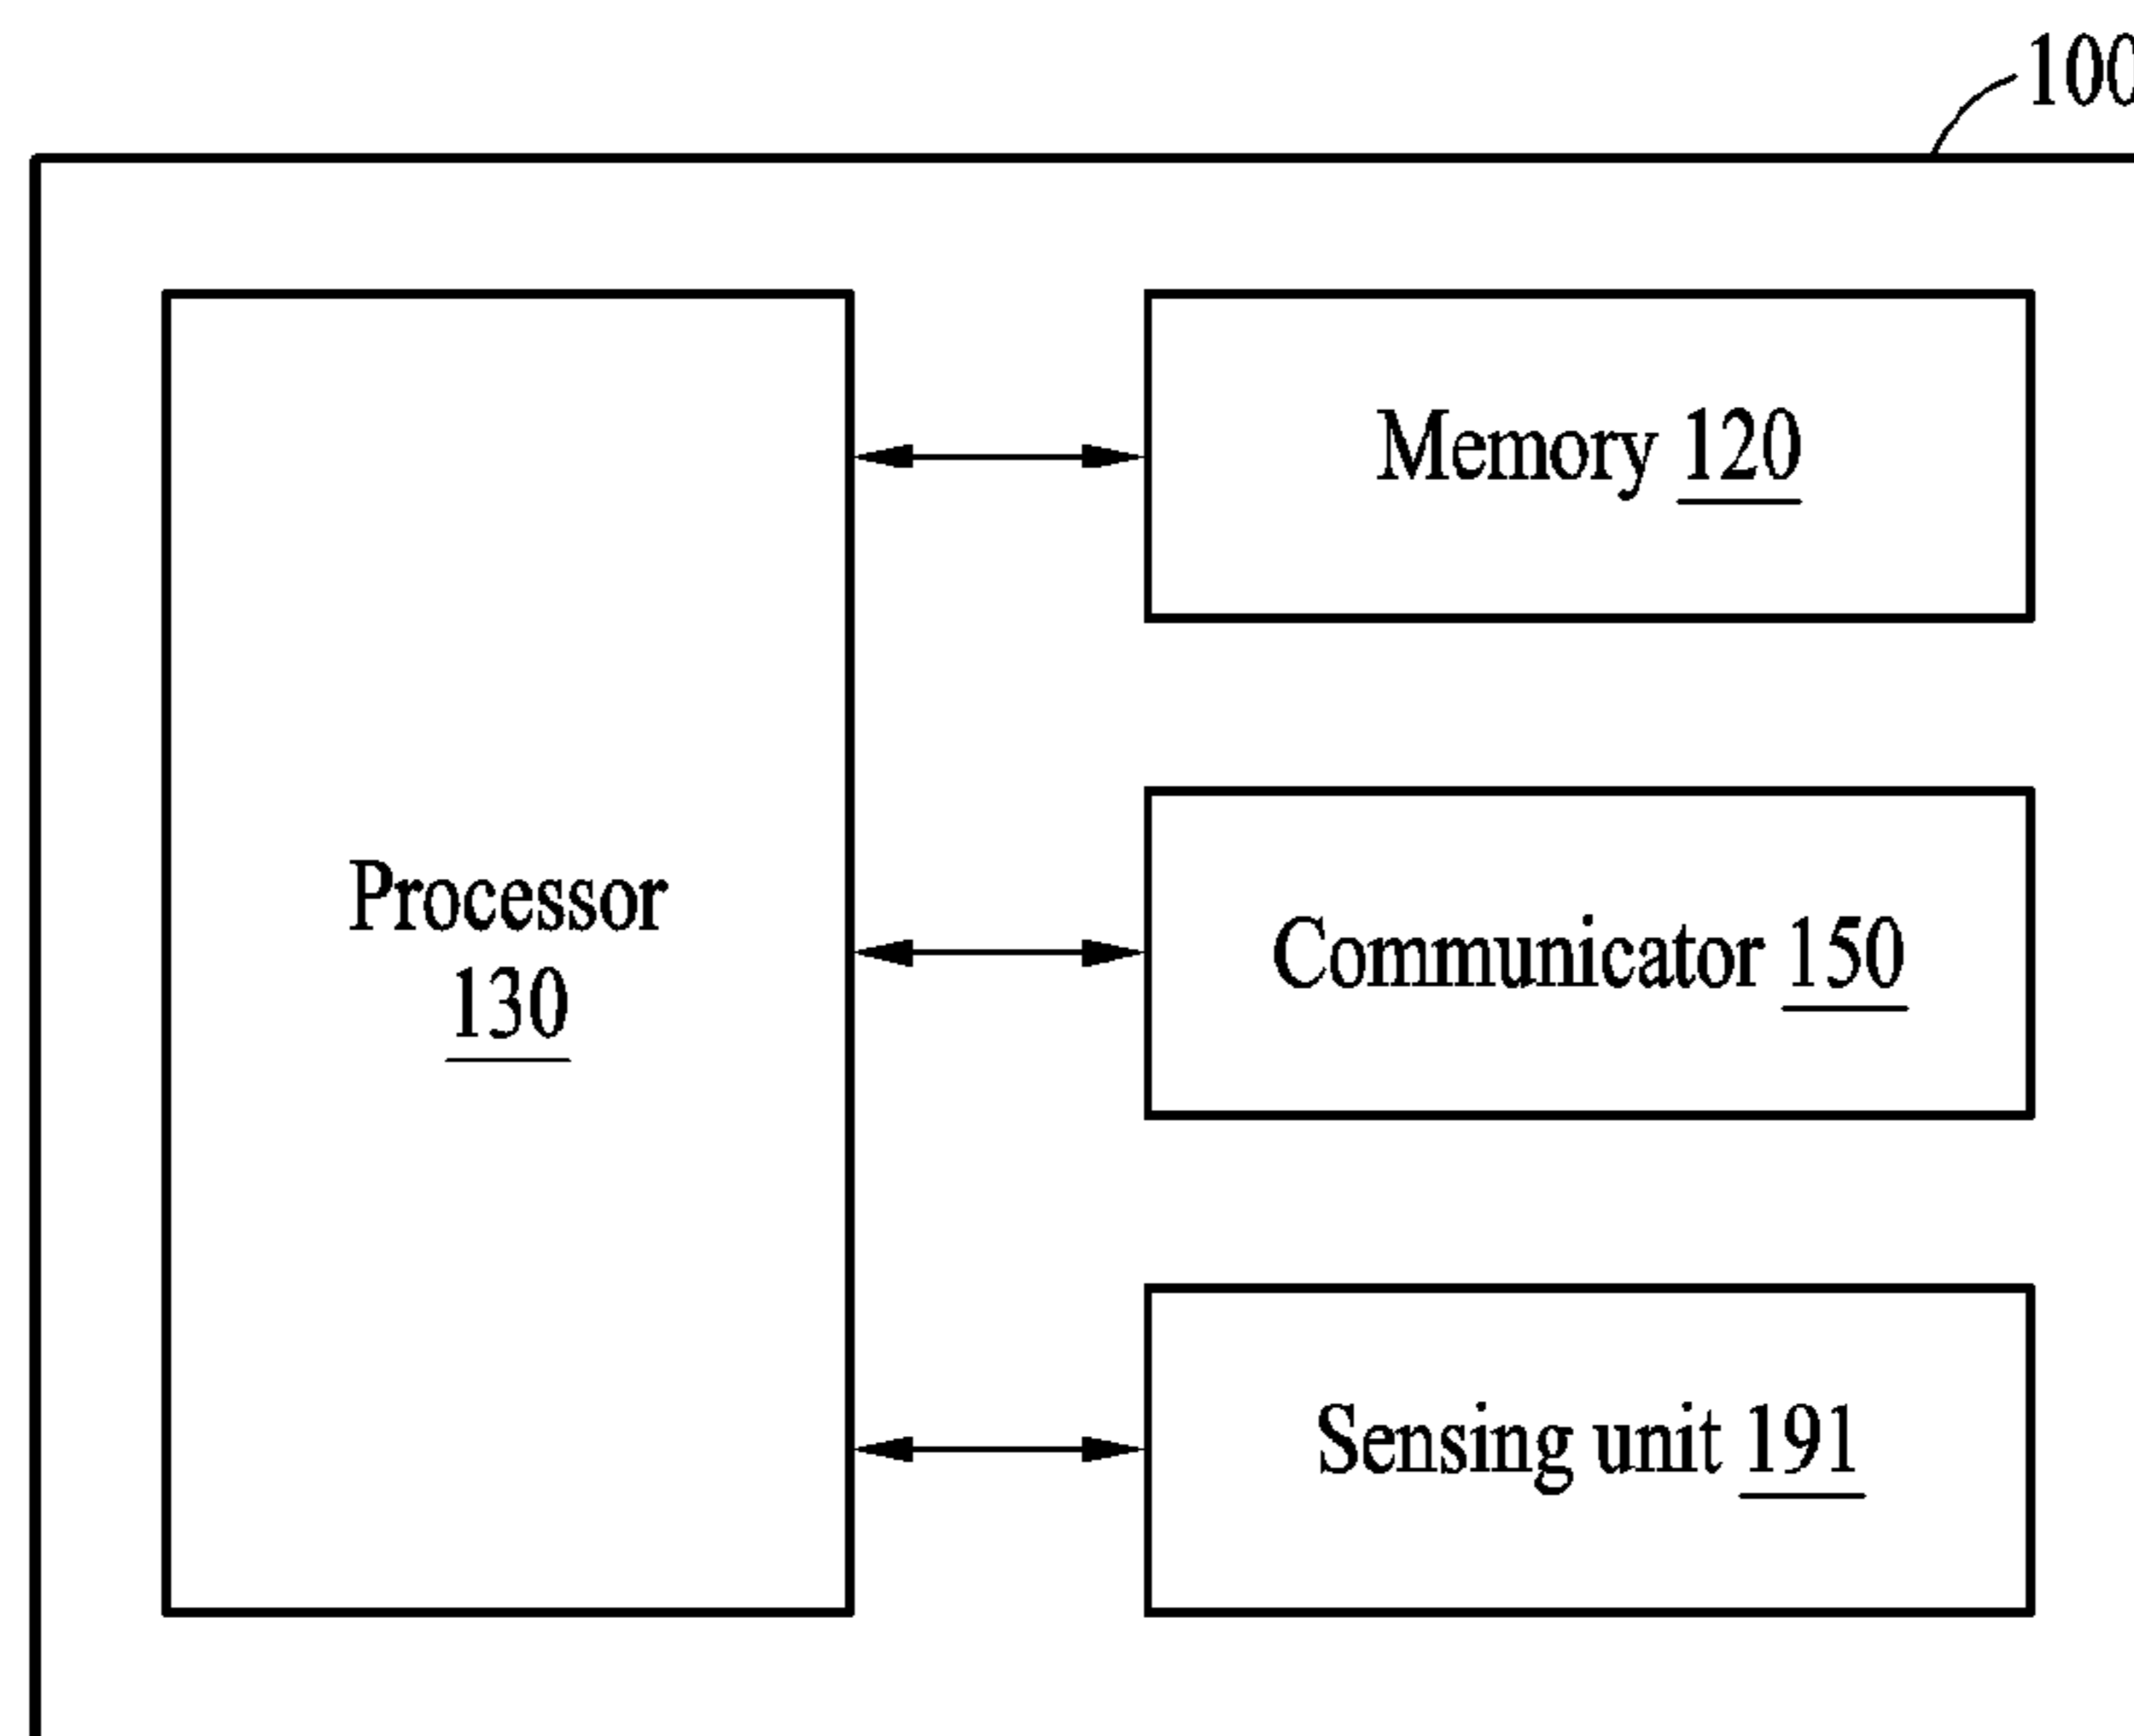 100
Memory 120
Processor
130
Communicator 150
Sensing unit 191